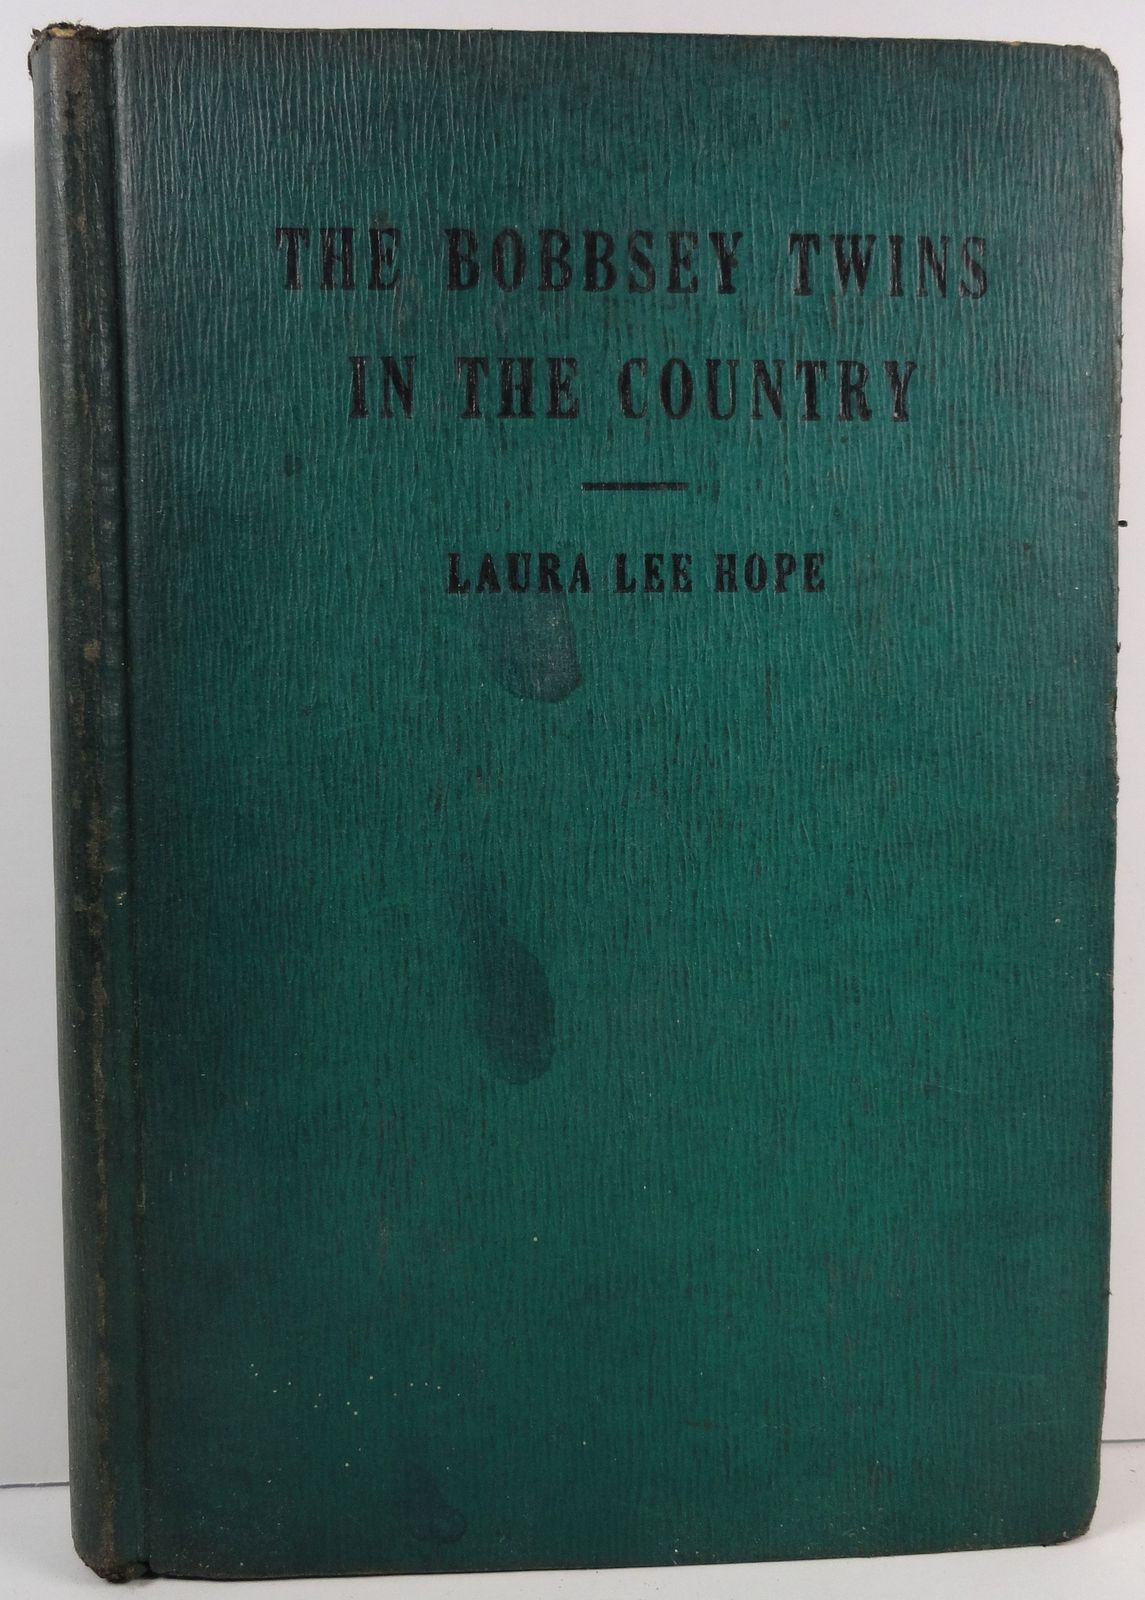 THE BOBBSEY TWINS
IN THE COUNTRY
LAURA LEE HOPE